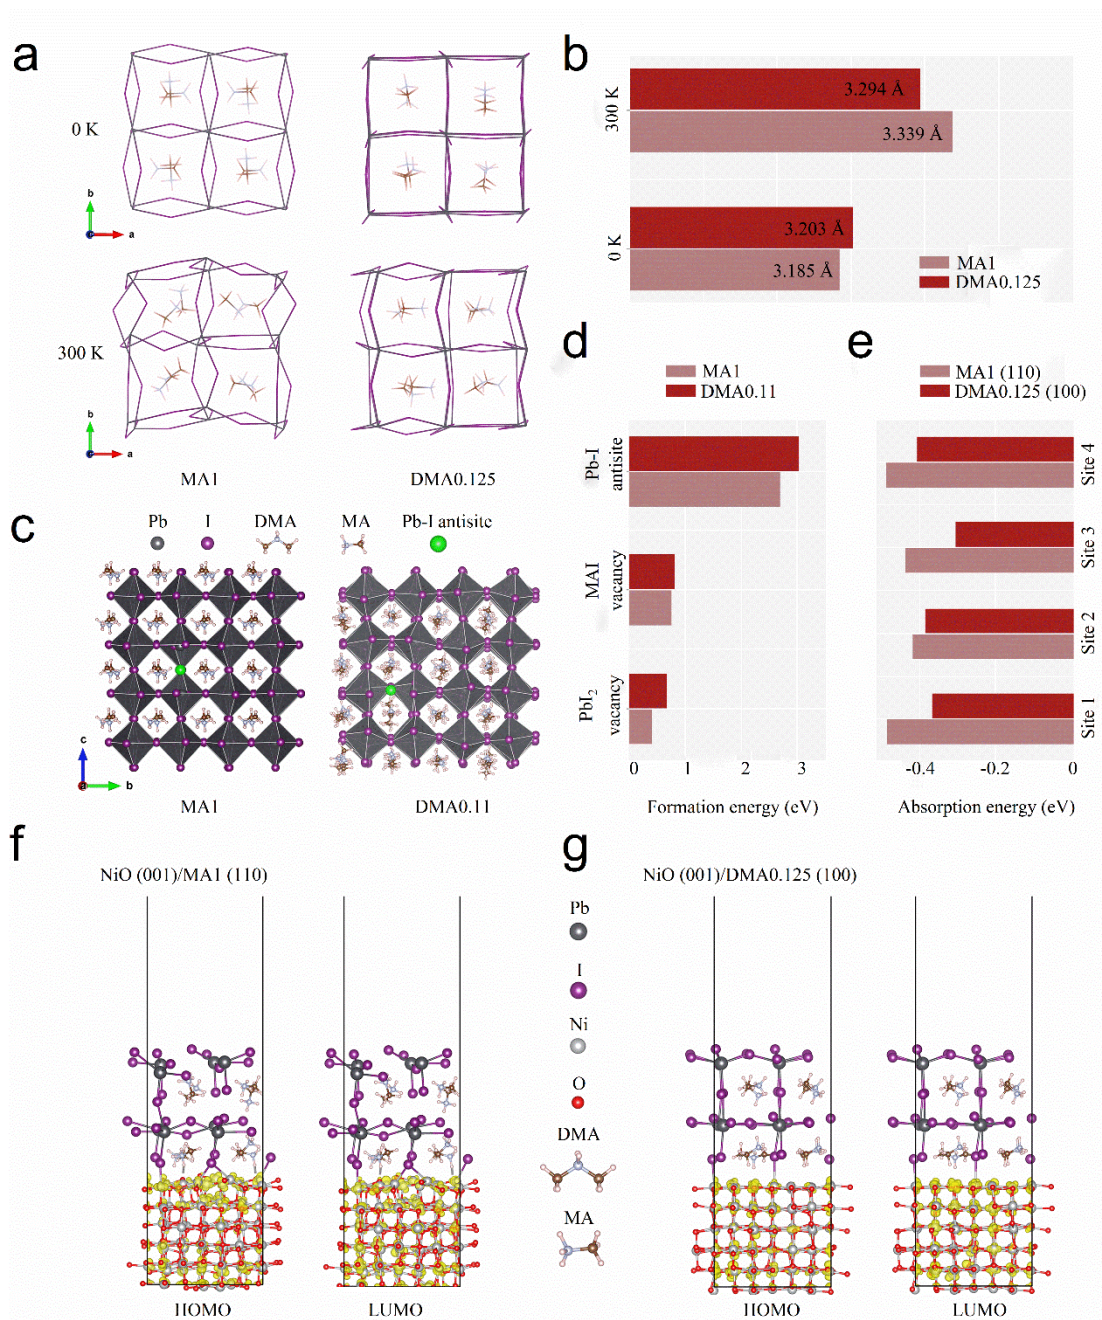 a
0 K
b
a
300 K
b
a
MA1
DMA0.125
b
300 K
3.294 Å
3.339 Å
0 K
3.203 Å
3.185 Å
MA1
DMA0.125
c
Pb
I
DMA
MA
Pb-I antisite
c
a
b
MA1
DMA0.11
d
MA1
DMA0.11
Pb-I
antisite
MAI
vacancy
PbI₂
vacancy
0
1
2
3
Formation energy (eV)
e
MA1 (110)
DMA0.125 (100)
Site 4
Site 3
Site 2
Site 1
-0.4
-0.2
0
Absorption energy (eV)
f
NiO (001)/MA1 (110)
HOMO
LUMO
Pb
I
Ni
O
DMA
MA
g
NiO (001)/DMA0.125 (100)
HOMO
LUMO